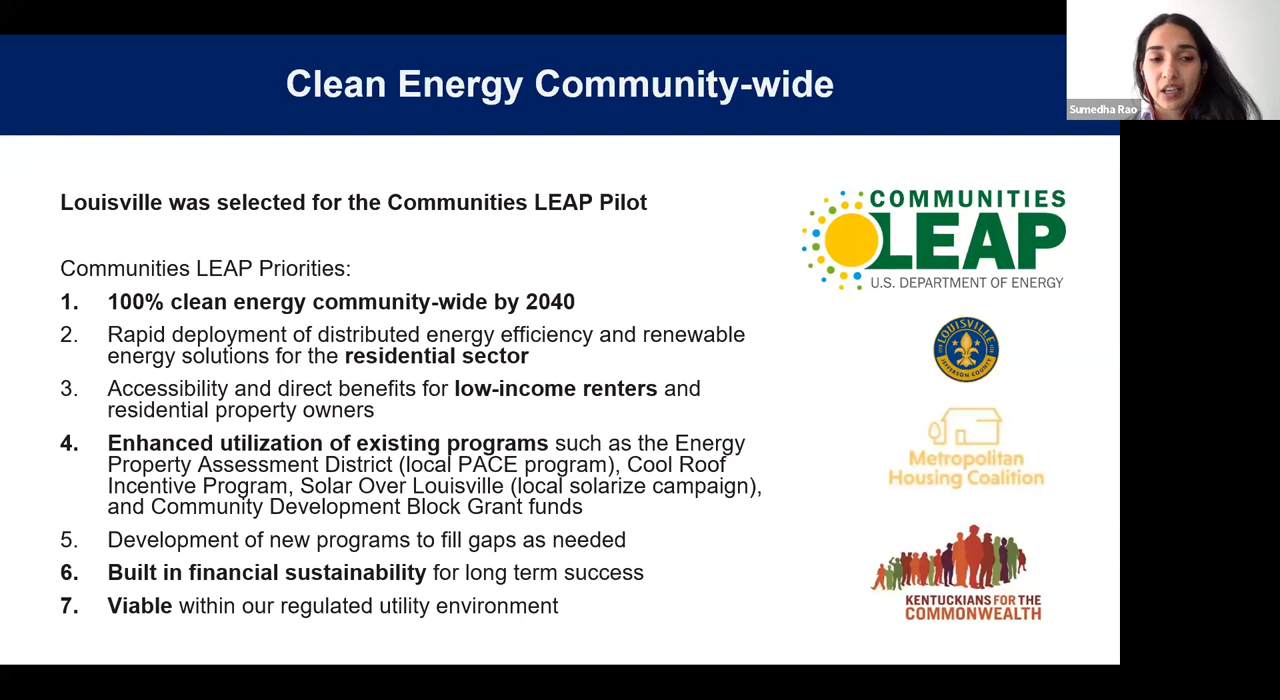 Clean Energy Community-wide
Sumedha Rao
Louisville was selected for the Communities LEAP Pilot
Communities LEAP Priorities:
1. 100% clean energy community-wide by 2040
2. Rapid deployment of distributed energy efficiency and renewable
energy solutions for the residential sector
3. Accessibility and direct benefits for low-income renters and
residential property owners
4. Enhanced utilization of existing programs such as the Energy
Property Assessment District (local PACE program), Cool Roof
Incentive Program, Solar Over Louisville (local solarize campaign),
and Community Development Block Grant funds
5. Development of new programs to fill gaps as needed
6. Built in financial sustainability for long term success
7. Viable within our regulated utility environment
COMMUNITIES
LEAP
U.S. DEPARTMENT OF ENERGY
LOUISVILLE
JEFFERSON COUNTY
Metropolitan
Housing Coalition
KENTUCKIANS FOR THE
COMMONWEALTH